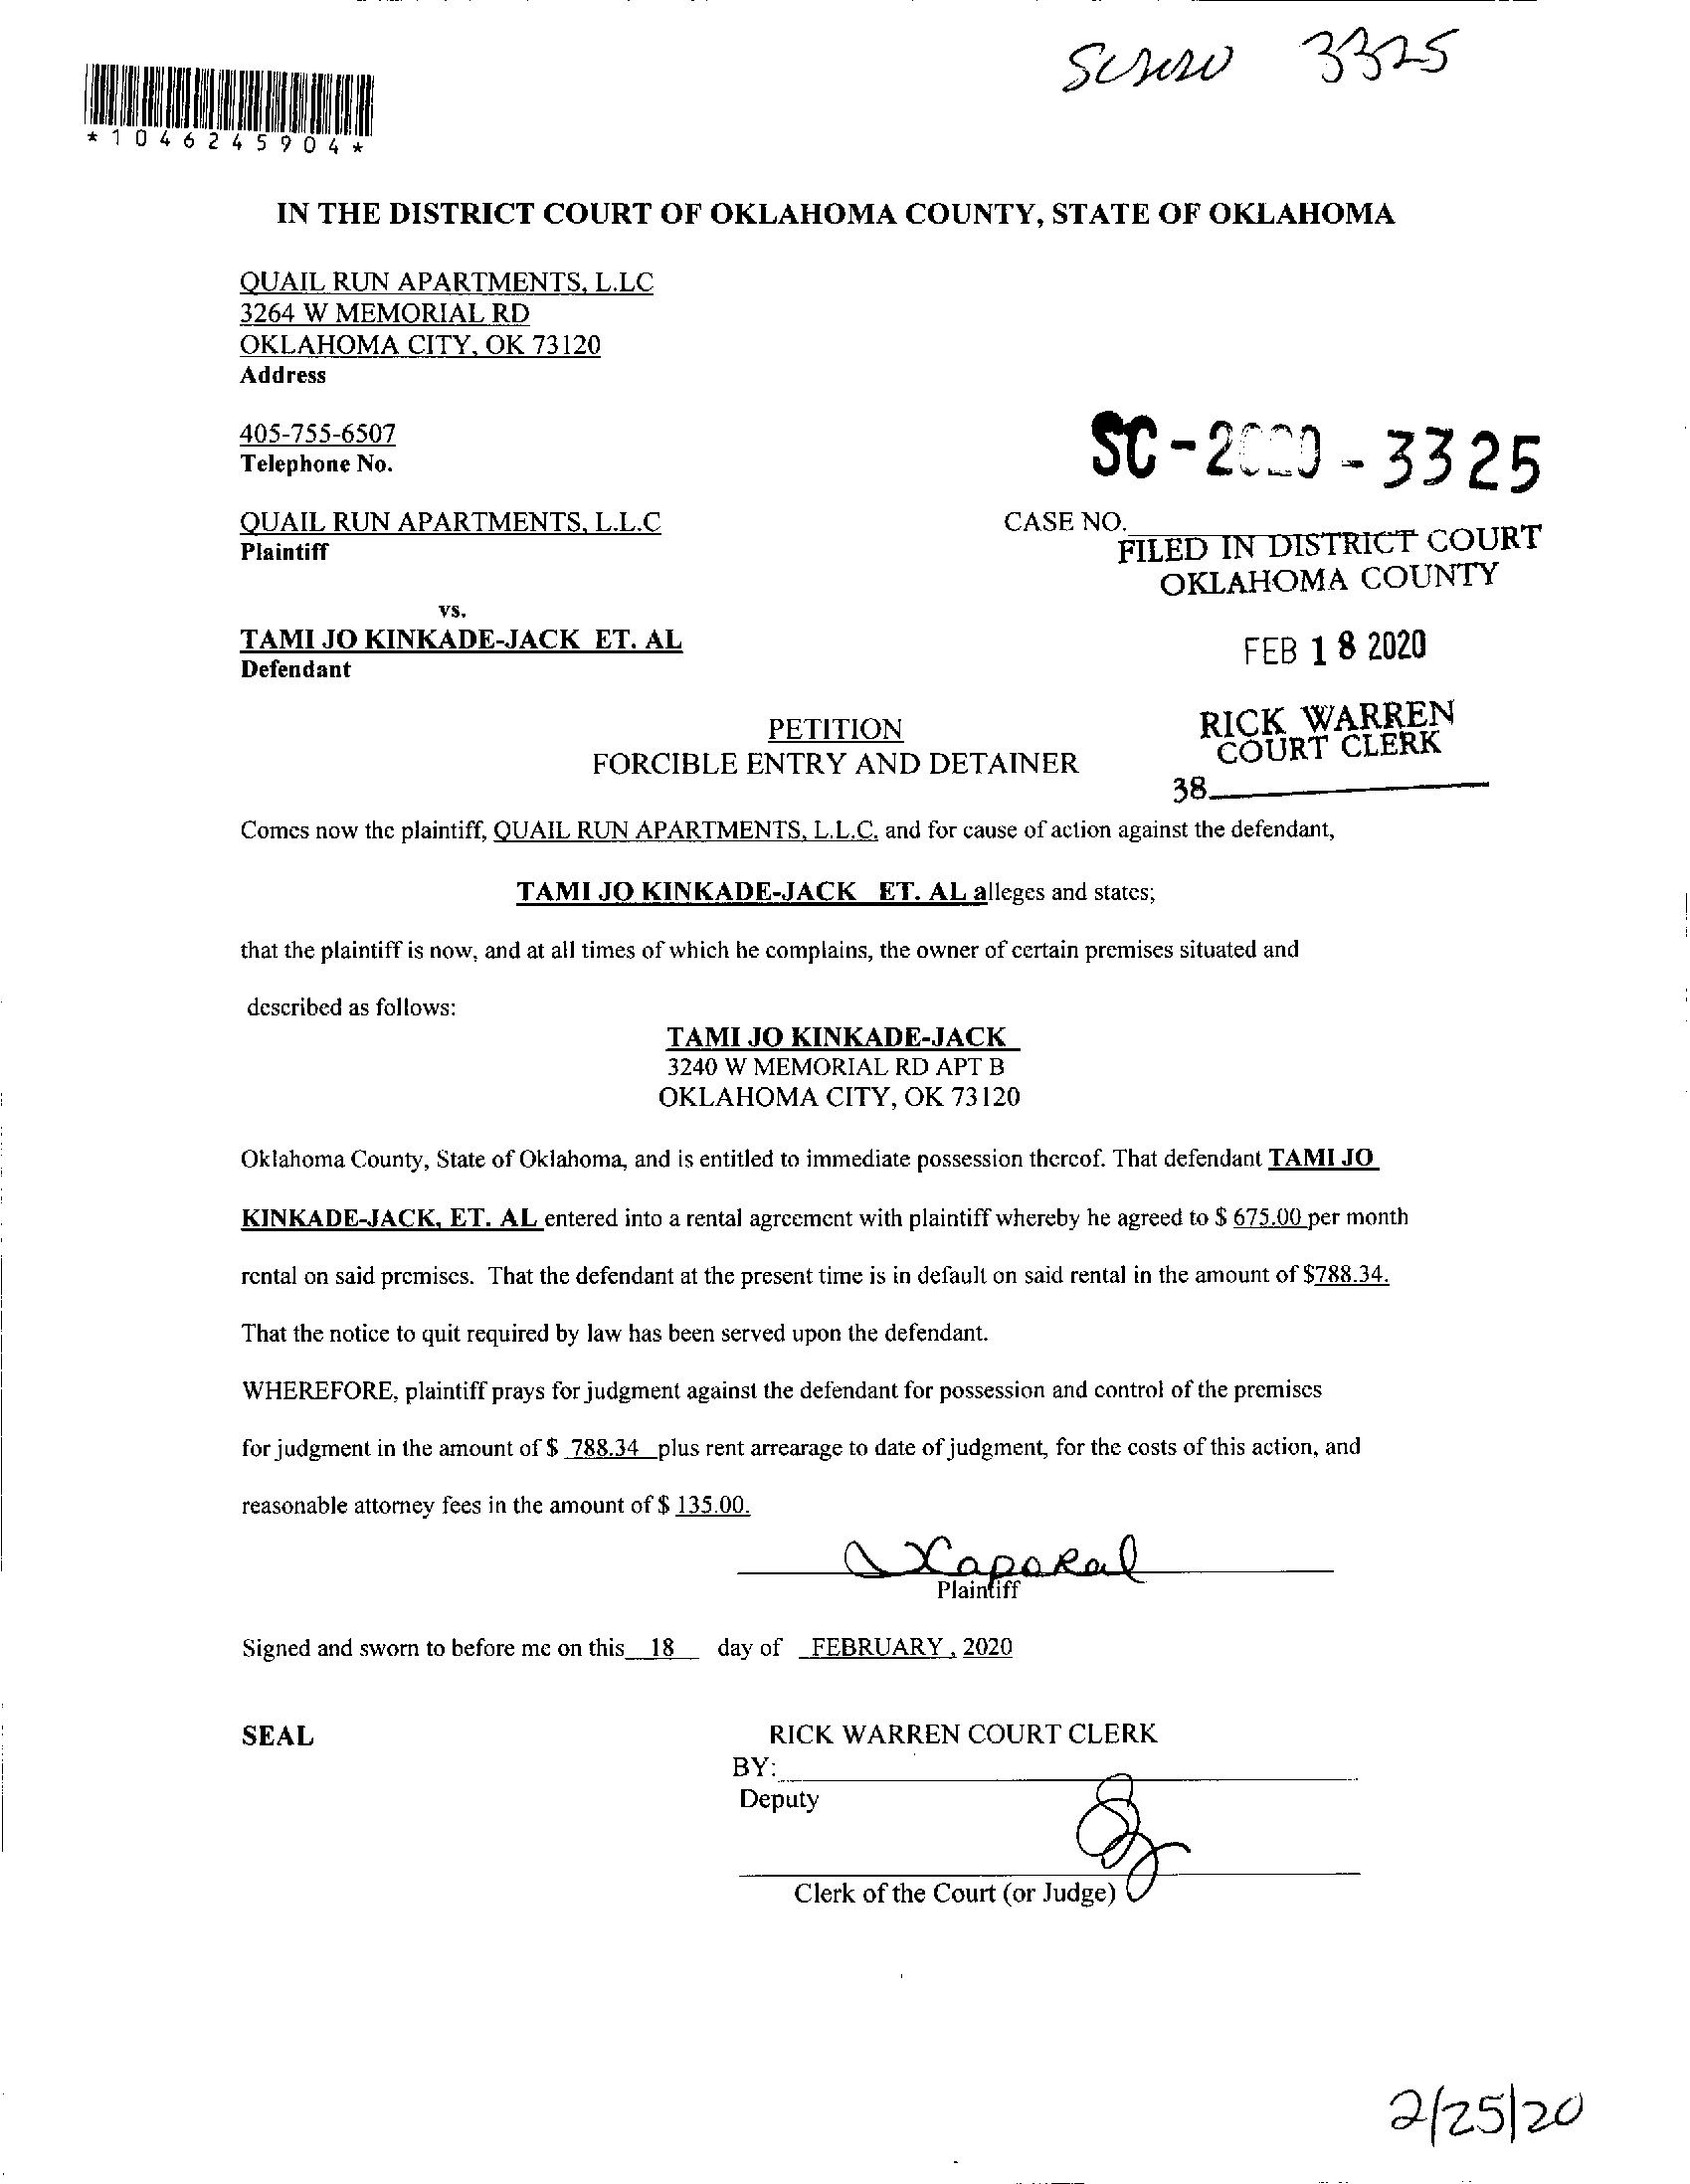 3325
*1046245904*
IN THE DISTRICT COURT OF OKLAHOMA COUNTY, STATE OF OKLAHOMA
QUAIL RUN APARTMENTS, L.LC
3264 W MEMORIAL RD
OKLAHOMA CITY, OK 73120
Address
405-755-6507
Telephone No.
SC-2020-3325
QUAIL RUN APARTMENTS, L.L.C
CASE NO.
Plaintiff
FILED IN DISTRICT COURT
OKLAHOMA COUNTY
vs.
TAMI JO KINKADE-JACK ET. AL
Defendant
FEB 18 2020
RICK WARREN
COURT CLERK
38
PETITION
FORCIBLE ENTRY AND DETAINER
Comes now the plaintiff, QUAIL RUN APARTMENTS, L.L.C. and for cause of action against the defendant,
TAMI JO KINKADE-JACK ET. AL alleges and states;
that the plaintiff is now, and at all times of which he complains, the owner of certain premises situated and
described as follows:
TAMI JO KINKADE-JACK
3240 W MEMORIAL RD APT B
OKLAHOMA CITY, OK 73120
Oklahoma County, State of Oklahoma, and is entitled to immediate possession thereof. That defendant TAMI JO
KINKADE-JACK, ET. AL entered into a rental agreement with plaintiff whereby he agreed to $ 675.00 per month
rental on said premises. That the defendant at the present time is in default on said rental in the amount of $788.34.
That the notice to quit required by law has been served upon the defendant.
WHEREFORE, plaintiff prays for judgment against the defendant for possession and control of the premises
for judgment in the amount of $ 788.34 plus rent arrearage to date of judgment, for the costs of this action, and
reasonable attorney fees in the amount of $ 135.00.
Plaintiff
Signed and sworn to before me on this 18 day of FEBRUARY , 2020
SEAL
RICK WARREN COURT CLERK
BY:
Deputy
Clerk of the Court (or Judge)
2/25/20